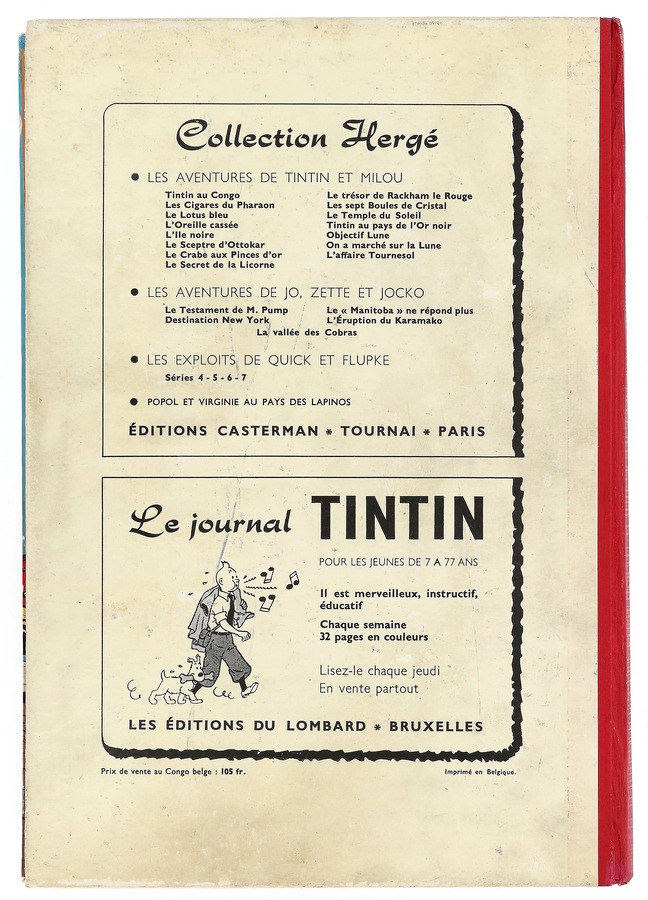 Collection Hergé
● LES AVENTURES DE TINTIN ET MILOU
Tintin au Congo
Les Cigares du Pharaon
Le Lotus bleu
L'Oreille cassée
L'Ile noire
Le Sceptre d'Ottokar
Le Crabe aux Pinces d'or
Le Secret de la Licorne
Le trésor de Rackham le Rouge
Les sept Boules de Cristal
Le Temple du Soleil
Tintin au pays de l'Or noir
Objectif Lune
On a marché sur la Lune
L'affaire Tournesol
● LES AVENTURES DE JO, ZETTE ET JOCKO
Le Testament de M. Pump
Destination New York
Le « Manitoba » ne répond plus
L'Éruption du Karamako
La vallée des Cobras
● LES EXPLOITS DE QUICK ET FLUPKE
Séries 4 - 5 - 6 - 7
● POPOL ET VIRGINIE AU PAYS DES LAPINOS
ÉDITIONS CASTERMAN * TOURNAI * PARIS
Le journal TINTIN
POUR LES JEUNES DE 7 A 77 ANS
Il est merveilleux, instructif,
éducatif
Chaque semaine
32 pages en couleurs
Lisez-le chaque jeudi
En vente partout
LES ÉDITIONS DU LOMBARD * BRUXELLES
Prix de vente au Congo belge : 105 fr.
Imprimé en Belgique.